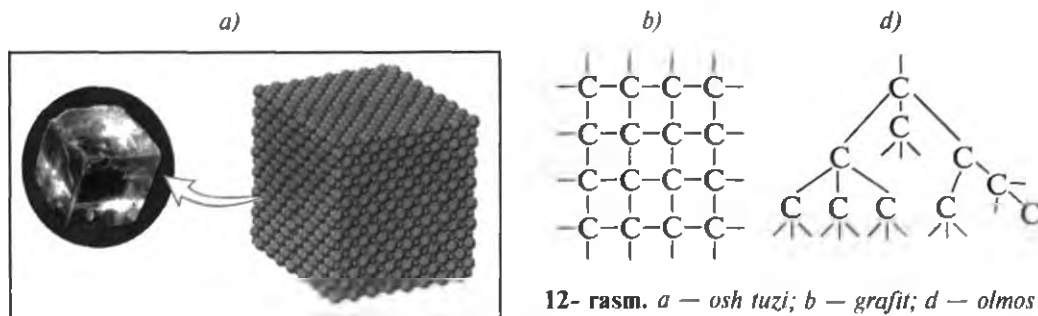 a)
b)
d)
C C C C
C C C C
C C C C
C C C C
C
C
C C
C
C C C C C
12- rasm. a — osh tuzi; b — grafit; d — olmos